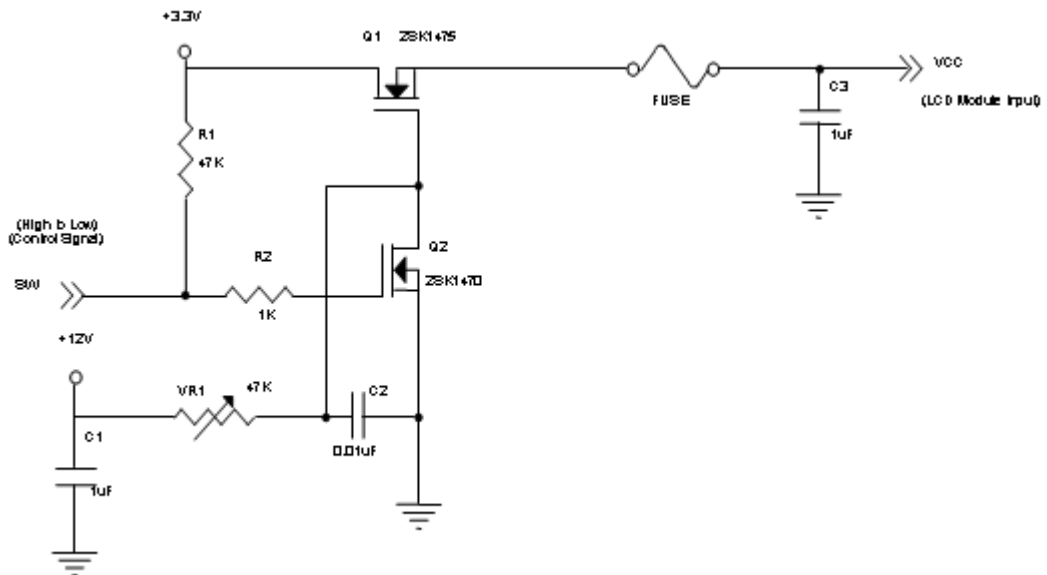 +3.3V
Q1 2SK1475
VCC
FUSE
C3
(LCD Module Input)
R1
1uF
47K
(High to Low)
(Control Signal)
Q2
R2
SW
2SK1470
1K
+12V
47K
VR1
C2
C1
0.01uF
1uF